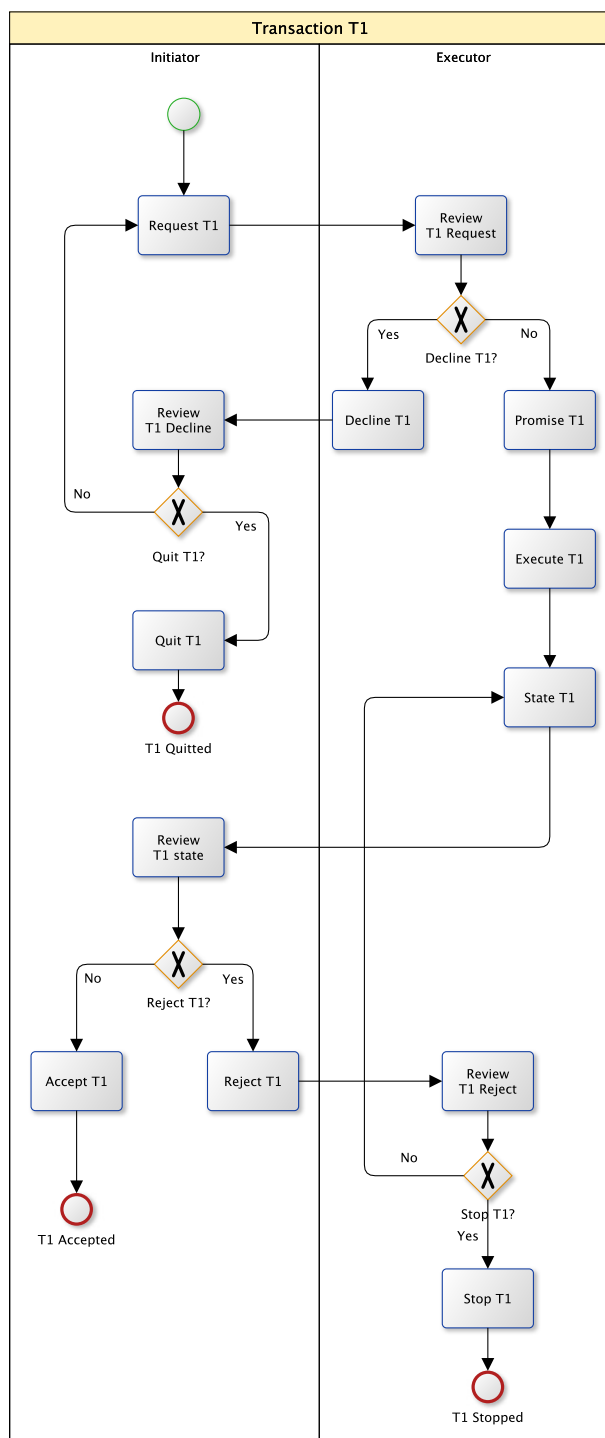 Transaction T1
Initiator
Executor
Request T1
Review
T1 Request
Yes
No
Decline T1?
Review
T1 Decline
Decline T1
Promise T1
No
Yes
Quit T1?
Execute T1
Quit T1
State T1
T1 Quitted
Review
T1 state
No
Yes
Reject T1?
Accept T1
Reject T1
Review
T1 Reject
No
Stop T1?
Yes
T1 Accepted
Stop T1
T1 Stopped